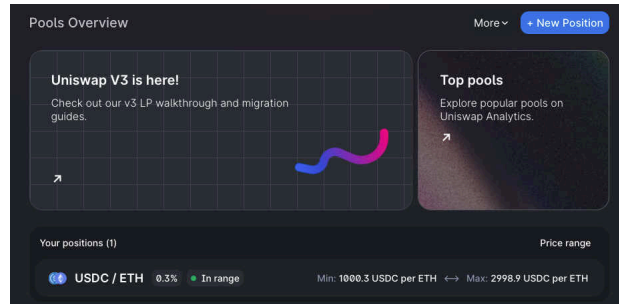 Pools Overview
More
+ New Position
Uniswap V3 is here!
Check out our v3 LP walkthrough and migration
guides.
Top pools
Explore popular pools on
Uniswap Analytics.
Your positions (1)
Price range
USDC / ETH 0.3% In range Min: 1000.3 USDC per ETH ⟷ Max: 2998.9 USDC per ETH